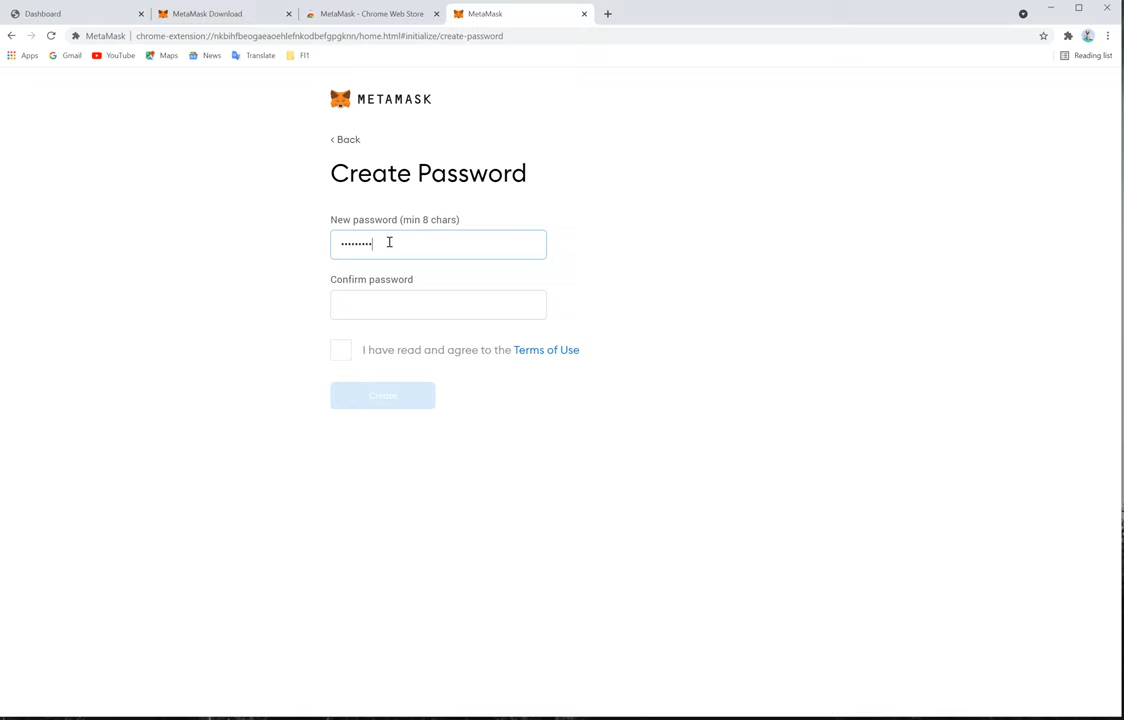 Dashboard
MetaMask Download
MetaMask - Chrome Web Store
MetaMask
MetaMask
chrome-extension://nkbihfbeogaeaoehlefnkodbefgpgknn/home.html#initialize/create-password
Apps
Gmail
YouTube
Maps
News
Translate
FI1
Reading list
METAMASK
< Back
Create Password
New password (min 8 chars)
•••••••••
Confirm password
I have read and agree to the Terms of Use
Create